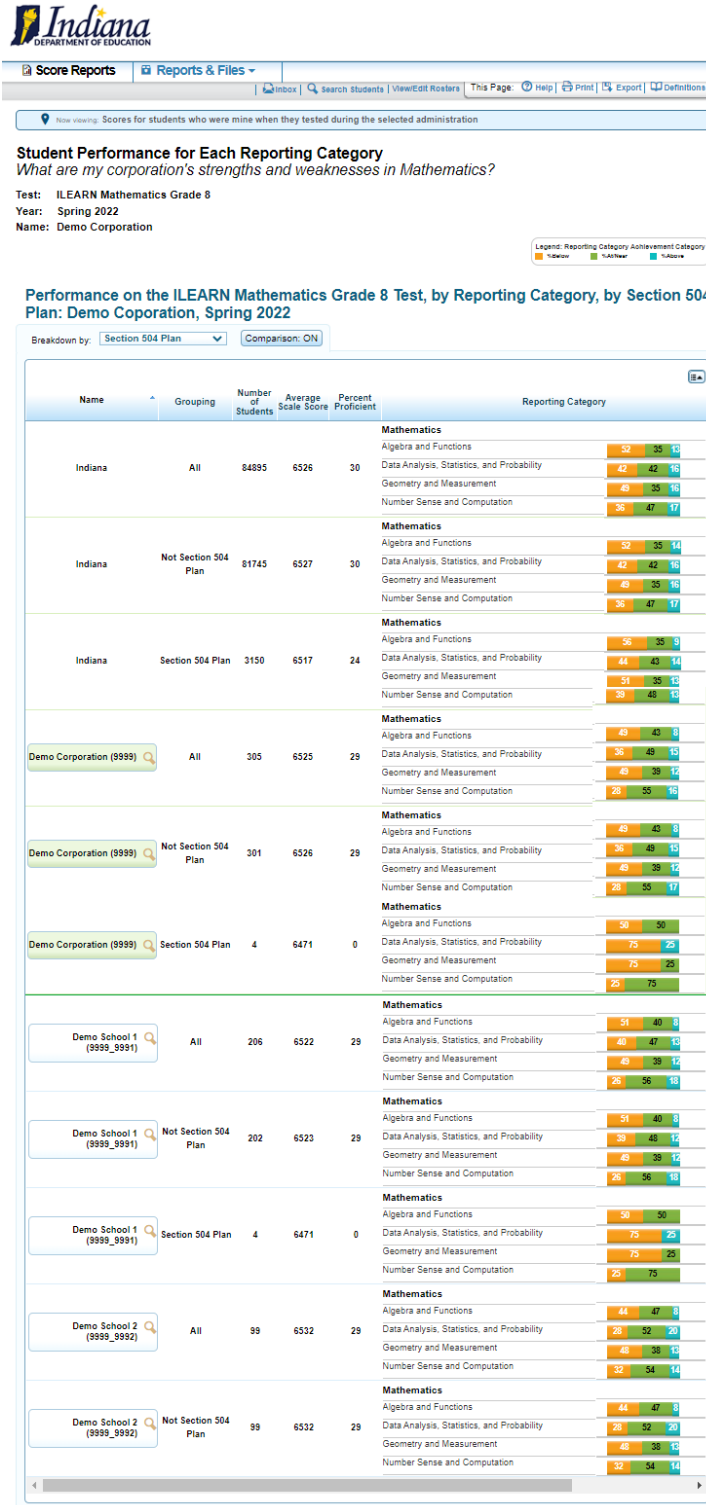 Indiana
DEPARTMENT OF EDUCATION
Score Reports
Reports & Files
Inbox | Search Students | View/Edit Rosters
This Page: Help | Print | Export | Definitions
Now viewing: Scores for students who were mine when they tested during the selected administration
Student Performance for Each Reporting Category
What are my corporation's strengths and weaknesses in Mathematics?
Test: ILEARN Mathematics Grade 8
Year: Spring 2022
Name: Demo Corporation
Legend: Reporting Category Achievement Category
%Below %At/Near %Above
Performance on the ILEARN Mathematics Grade 8 Test, by Reporting Category, by Section 504
Plan: Demo Coporation, Spring 2022
Breakdown by: Section 504 Plan Comparison: ON
Name Grouping Number of Students Average Scale Score Percent Proficient Reporting Category
Mathematics
Algebra and Functions 52 35 13
Indiana All 84895 6526 30 Data Analysis, Statistics, and Probability 42 42 16
Geometry and Measurement 49 35 16
Number Sense and Computation 36 47 17
Mathematics
Algebra and Functions 52 35 14
Indiana Not Section 504 Plan 81745 6527 30 Data Analysis, Statistics, and Probability 42 42 16
Geometry and Measurement 49 35 16
Number Sense and Computation 36 47 17
Mathematics
Algebra and Functions 56 35 9
Indiana Section 504 Plan 3150 6517 24 Data Analysis, Statistics, and Probability 44 43 14
Geometry and Measurement 51 35 13
Number Sense and Computation 39 48 13
Mathematics
Algebra and Functions 49 43 8
Demo Corporation (9999) All 305 6525 29 Data Analysis, Statistics, and Probability 36 49 15
Geometry and Measurement 49 39 12
Number Sense and Computation 28 55 16
Mathematics
Algebra and Functions 49 43 8
Demo Corporation (9999) Not Section 504 Plan 301 6526 29 Data Analysis, Statistics, and Probability 36 49 15
Geometry and Measurement 49 39 12
Number Sense and Computation 28 55 17
Mathematics
Algebra and Functions 50 50
Demo Corporation (9999) Section 504 Plan 4 6471 0 Data Analysis, Statistics, and Probability 75 25
Geometry and Measurement 75 25
Number Sense and Computation 25 75
Mathematics
Algebra and Functions 51 40 8
Demo School 1 (9999_9991) All 206 6522 29 Data Analysis, Statistics, and Probability 40 47 13
Geometry and Measurement 49 39 12
Number Sense and Computation 26 56 18
Mathematics
Algebra and Functions 51 40 8
Demo School 1 (9999_9991) Not Section 504 Plan 202 6523 29 Data Analysis, Statistics, and Probability 39 48 12
Geometry and Measurement 49 39 12
Number Sense and Computation 26 56 18
Mathematics
Algebra and Functions 50 50
Demo School 1 (9999_9991) Section 504 Plan 4 6471 0 Data Analysis, Statistics, and Probability 75 25
Geometry and Measurement 75 25
Number Sense and Computation 25 75
Mathematics
Algebra and Functions 44 47 8
Demo School 2 (9999_9992) All 99 6532 29 Data Analysis, Statistics, and Probability 28 52 20
Geometry and Measurement 48 38 13
Number Sense and Computation 32 54 14
Mathematics
Algebra and Functions 44 47 8
Demo School 2 (9999_9992) Not Section 504 Plan 99 6532 29 Data Analysis, Statistics, and Probability 28 52 20
Geometry and Measurement 48 38 13
Number Sense and Computation 32 54 14